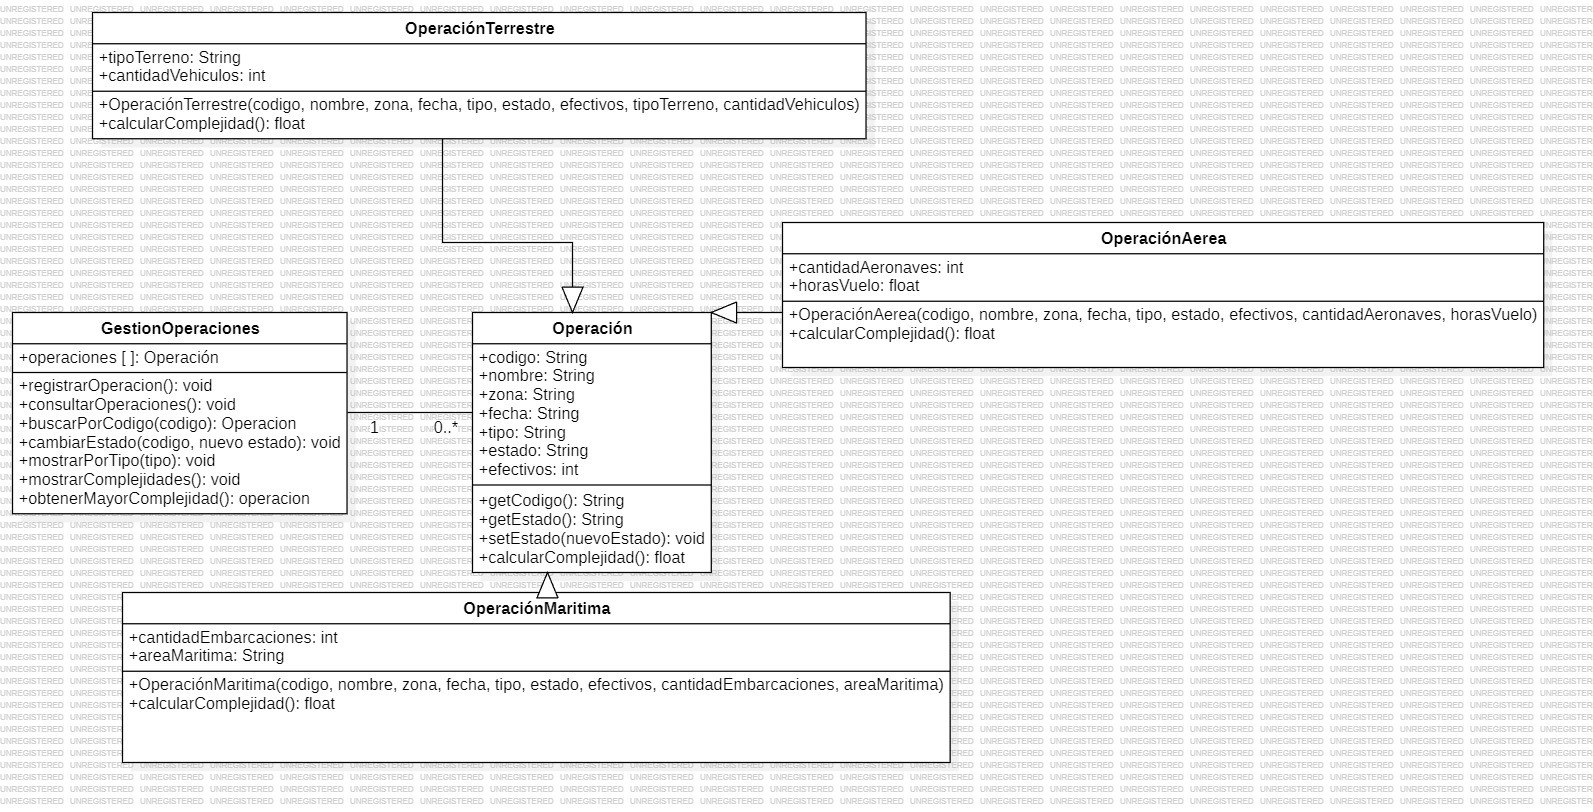 OperaciónTerrestre
+tipoTerreno: String
+cantidadVehiculos: int
+OperaciónTerrestre(codigo, nombre, zona, fecha, tipo, estado, efectivos, tipoTerreno, cantidadVehiculos)
+calcularComplejidad(): float
OperaciónAerea
+cantidadAeronaves: int
+horasVuelo: float
+OperaciónAerea(codigo, nombre, zona, fecha, tipo, estado, efectivos, cantidadAeronaves, horasVuelo)
+calcularComplejidad(): float
GestionOperaciones
+operaciones [ ]: Operación
+registrarOperacion(): void
+consultarOperaciones(): void
+buscarPorCodigo(codigo): Operacion
+cambiarEstado(codigo, nuevo estado): void
+mostrarPorTipo(tipo): void
+mostrarComplejidades(): void
+obtenerMayorComplejidad(): operacion
1
0..*
Operación
+codigo: String
+nombre: String
+zona: String
+fecha: String
+tipo: String
+estado: String
+efectivos: int
+getCodigo(): String
+getEstado(): String
+setEstado(nuevoEstado): void
+calcularComplejidad(): float
OperaciónMaritima
+cantidadEmbarcaciones: int
+areaMaritima: String
+OperaciónMaritima(codigo, nombre, zona, fecha, tipo, estado, efectivos, cantidadEmbarcaciones, areaMaritima)
+calcularComplejidad(): float
UNREGISTERED